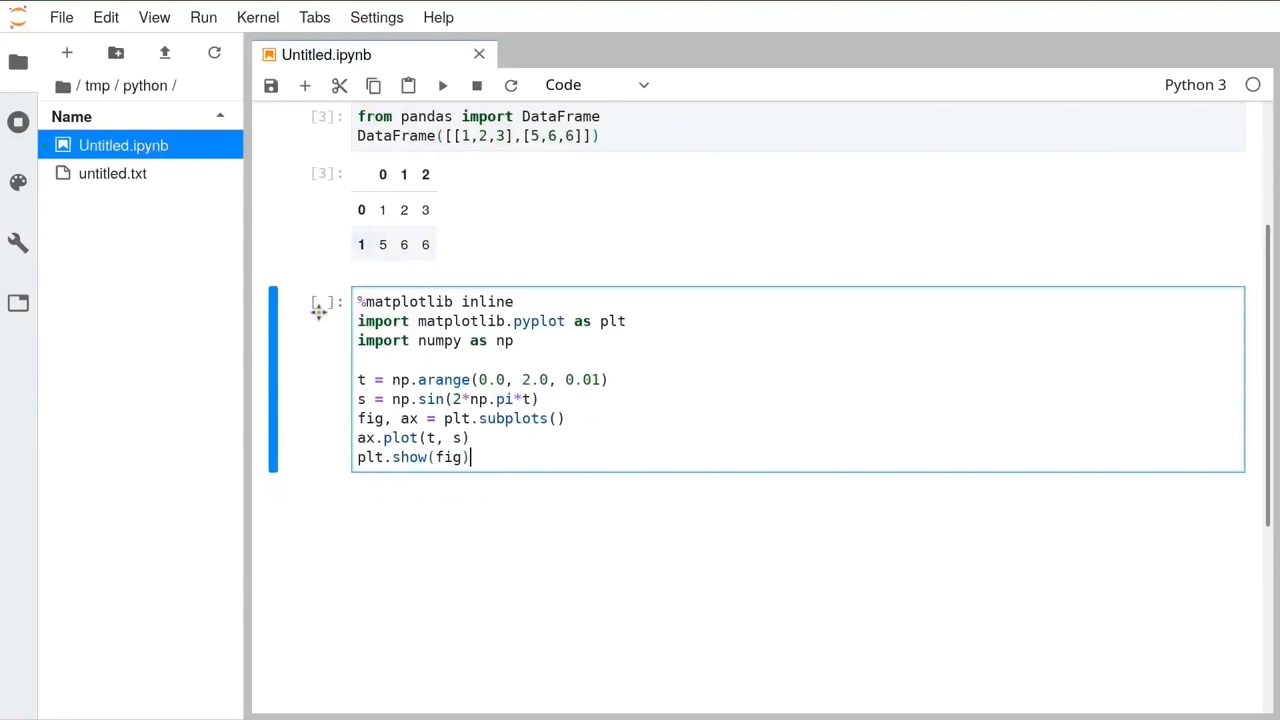 File Edit View Run Kernel Tabs Settings Help
Untitled.ipynb
/ tmp / python /
Code
Python 3
Name
Untitled.ipynb
untitled.txt
[3]:
from pandas import DataFrame
DataFrame([[1,2,3],[5,6,6]])
[3]:
0 1 2
0 1 2 3
1 5 6 6
[ ]:
%matplotlib inline
import matplotlib.pyplot as plt
import numpy as np
t = np.arange(0.0, 2.0, 0.01)
s = np.sin(2*np.pi*t)
fig, ax = plt.subplots()
ax.plot(t, s)
plt.show(fig)